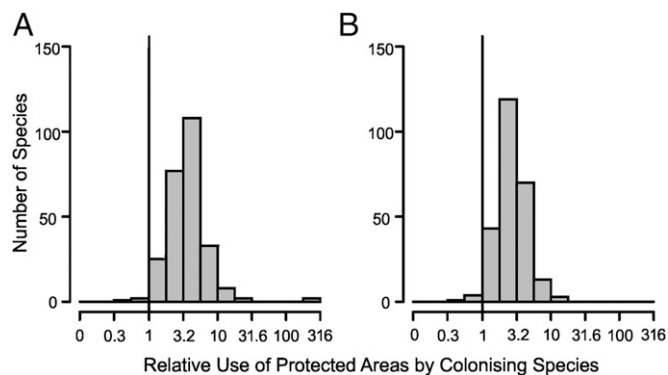 A B
150 150
100 100
50 50
0 0
Number of Species
0 0.3 1 3.2 10 31.6 100 316 0 0.3 1 3.2 10 31.6 100 316
Relative Use of Protected Areas by Colonising Species